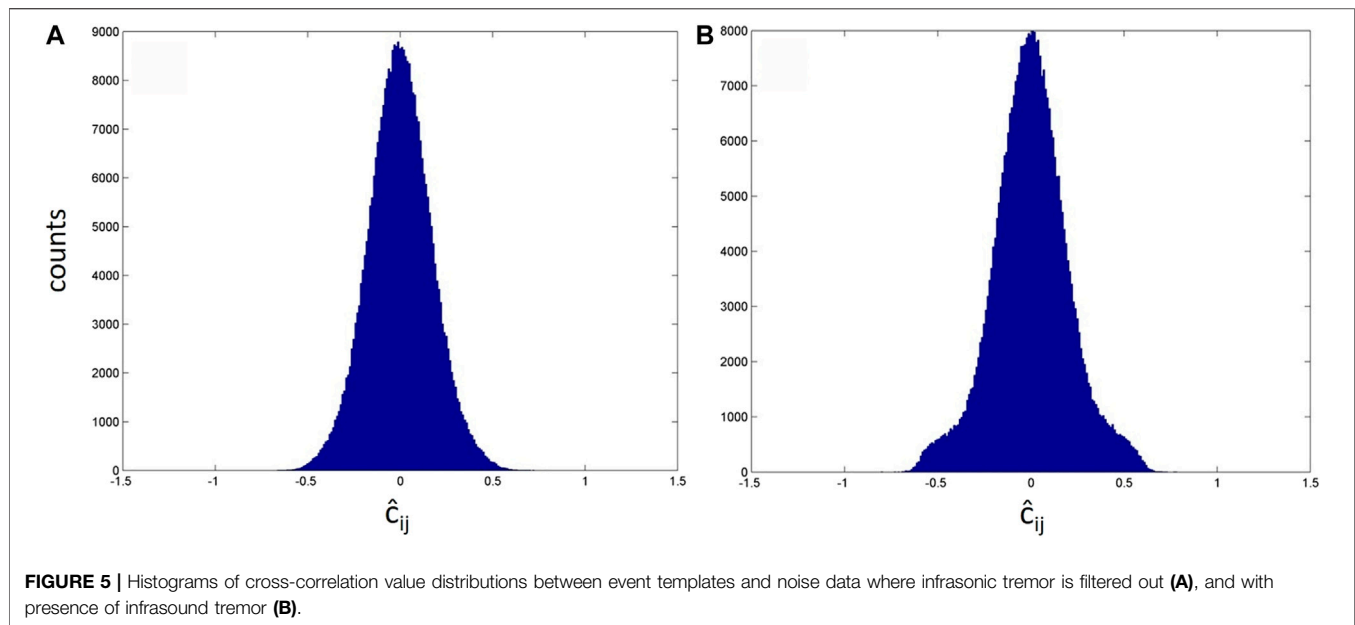 A
9000
8000
7000
6000
5000
4000
3000
2000
1000
0
counts
-1.5 -1 -0.5 0 0.5 1 1.5
ĉij
B
8000
7000
6000
5000
4000
3000
2000
1000
0
-1.5 -1 -0.5 0 0.5 1 1.5
ĉij
FIGURE 5 | Histograms of cross-correlation value distributions between event templates and noise data where infrasonic tremor is filtered out (A), and with
presence of infrasound tremor (B).